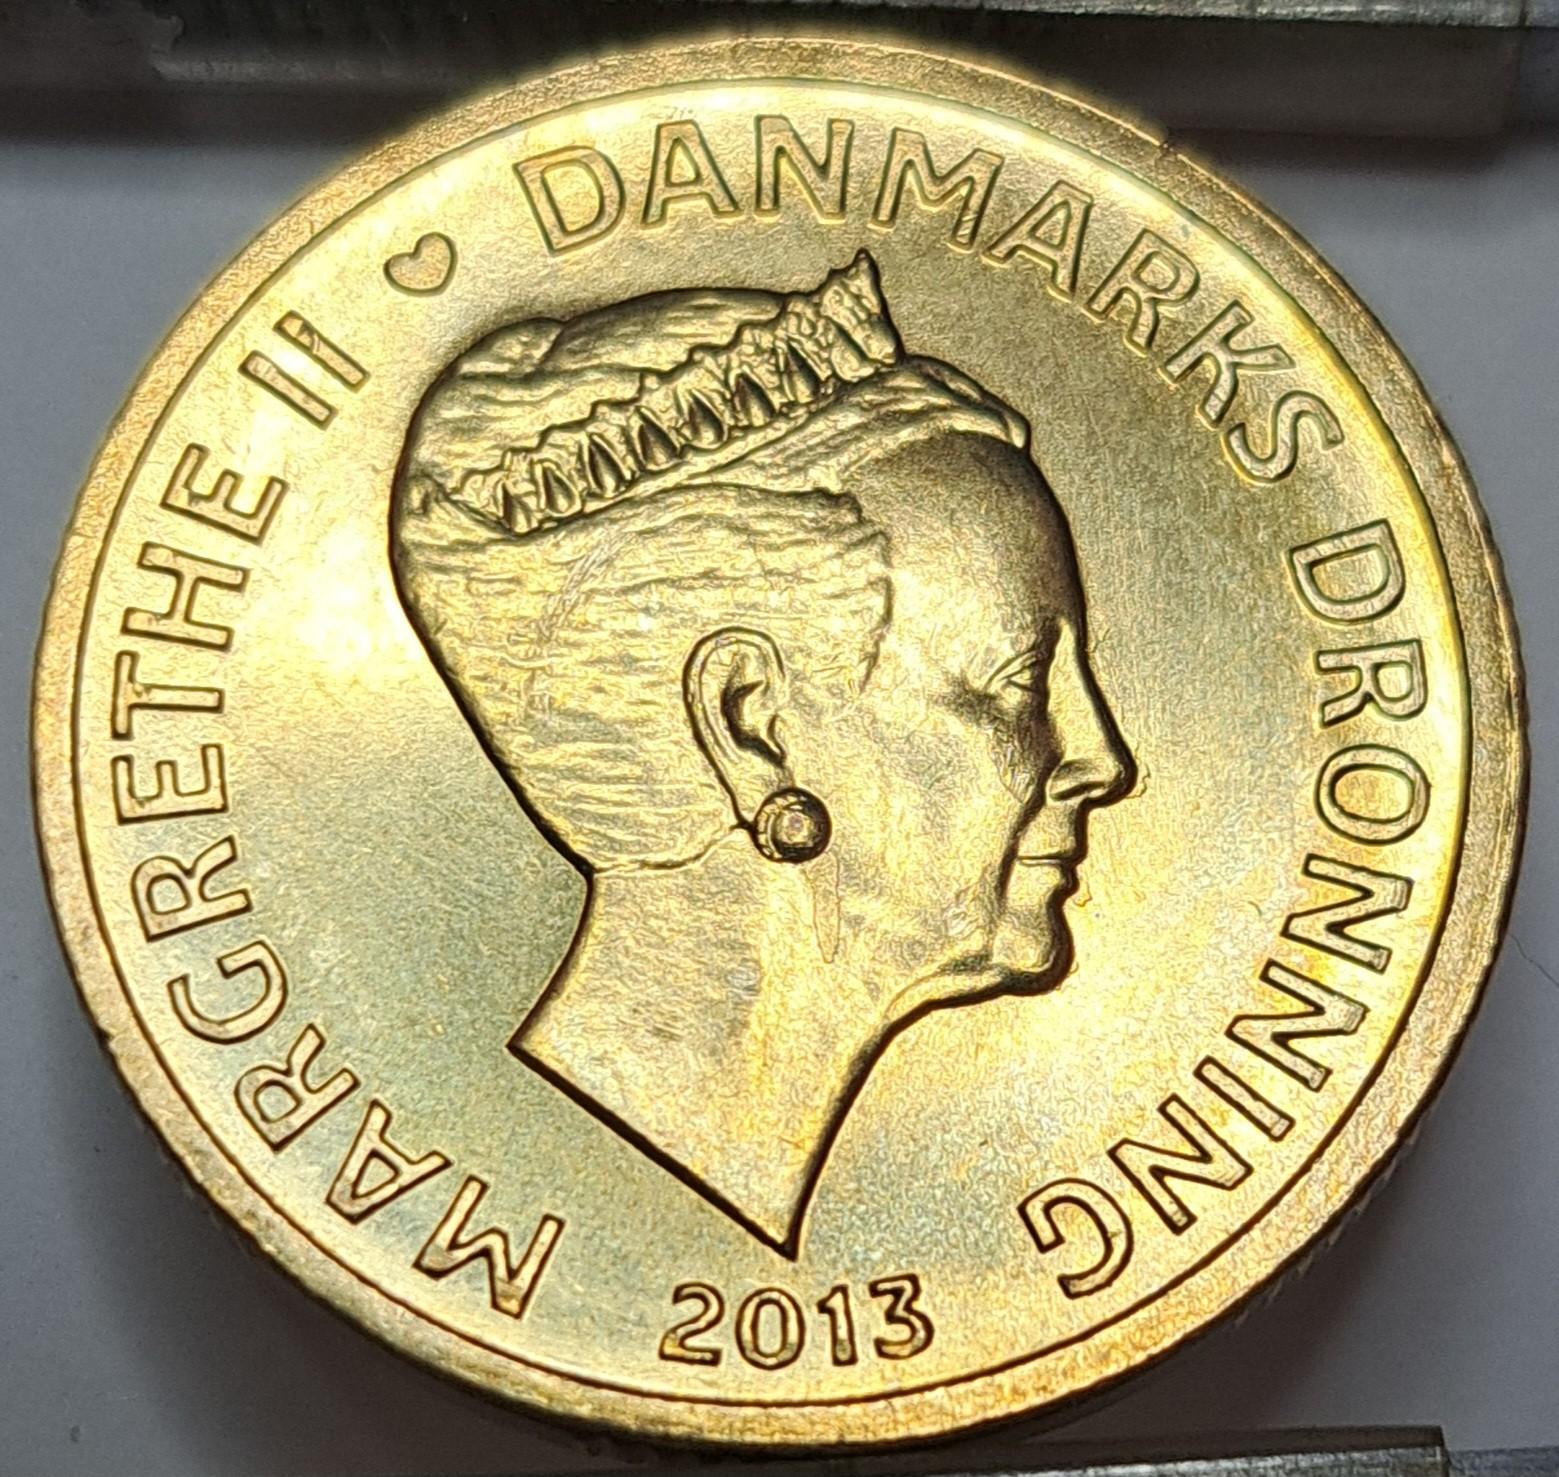 MARGRETHE II ♥ DANMARKS DRONNING
2013